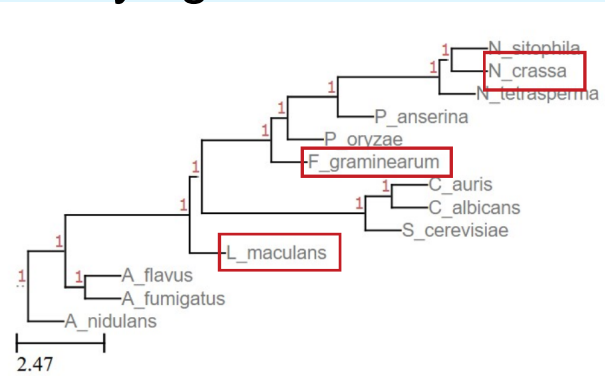 1 N_sitophila
1 N_crassa
1 N_tetrasperma
1 P_anserina
1 P_oryzae
1 F_graminearum
1 1 C_auris
1 1 C_albicans
S_cerevisiae
L_maculans
1 1 A_flavus
1 A_fumigatus
A_nidulans
2.47